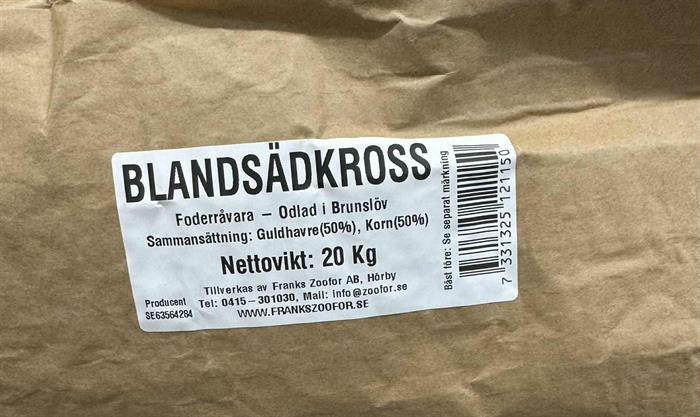 BLANDSÄDKROSS
Foderråvara – Odlad i Brunslöv
Sammansättning: Guldhavre(50%), Korn(50%)
Nettovikt: 20 Kg
Tillverkas av Franks Zoofor AB, Hörby
Producent Tel: 0415–301030, Mail: info@zoofor.se
SE63564284 WWW.FRANKSZOOFOR.SE
Bäst före: Se separat märkning
7 331325 121150